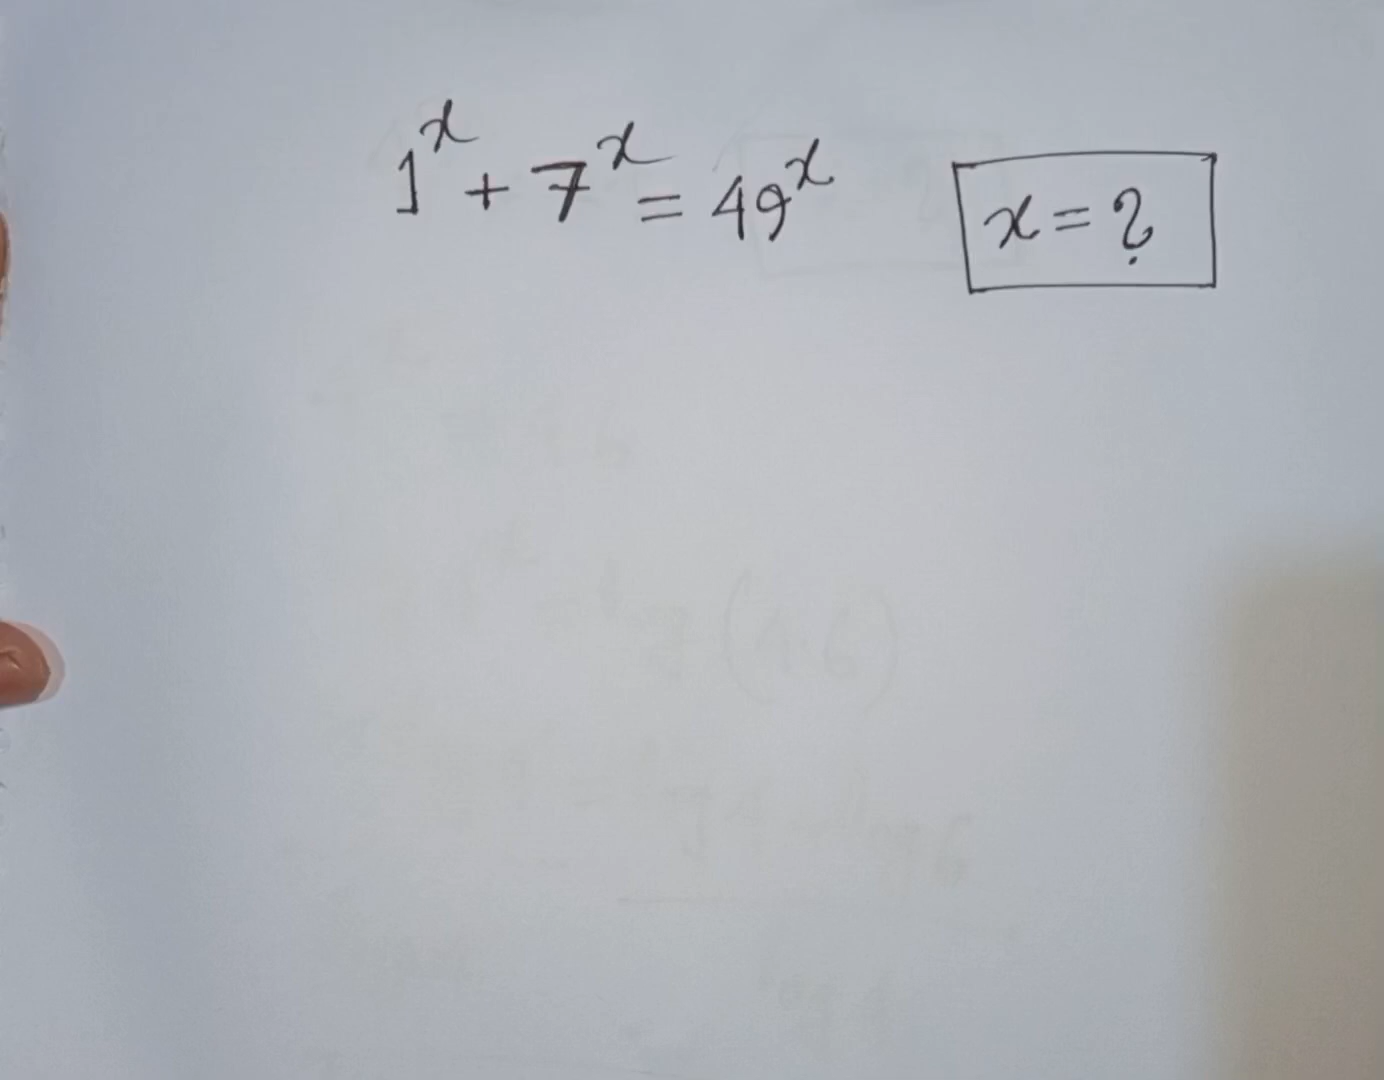 1^x + 7^x = 49^x   x = ?